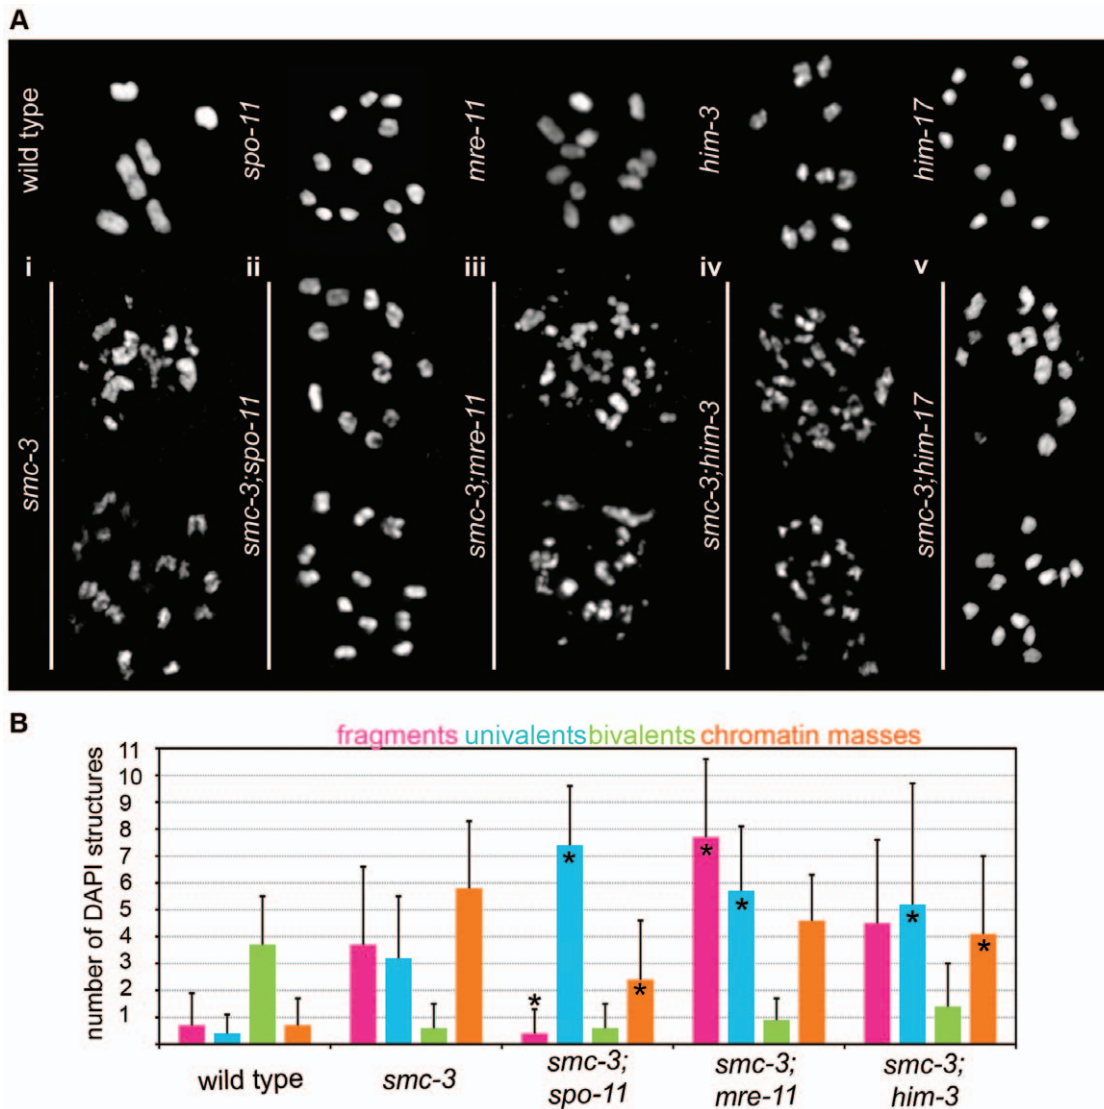 A
wild type
spo-11
mre-11
him-3
him-17
i
ii
iii
iv
v
smc-3
smc-3;spo-11
smc-3;mre-11
smc-3;him-3
smc-3;him-17
B
fragments univalents bivalents chromatin masses
number of DAPI structures
11
10
9
8
7
6
5
4
3
2
1
* * * * * * *
wild type
smc-3
smc-3;
spo-11
smc-3;
mre-11
smc-3;
him-3